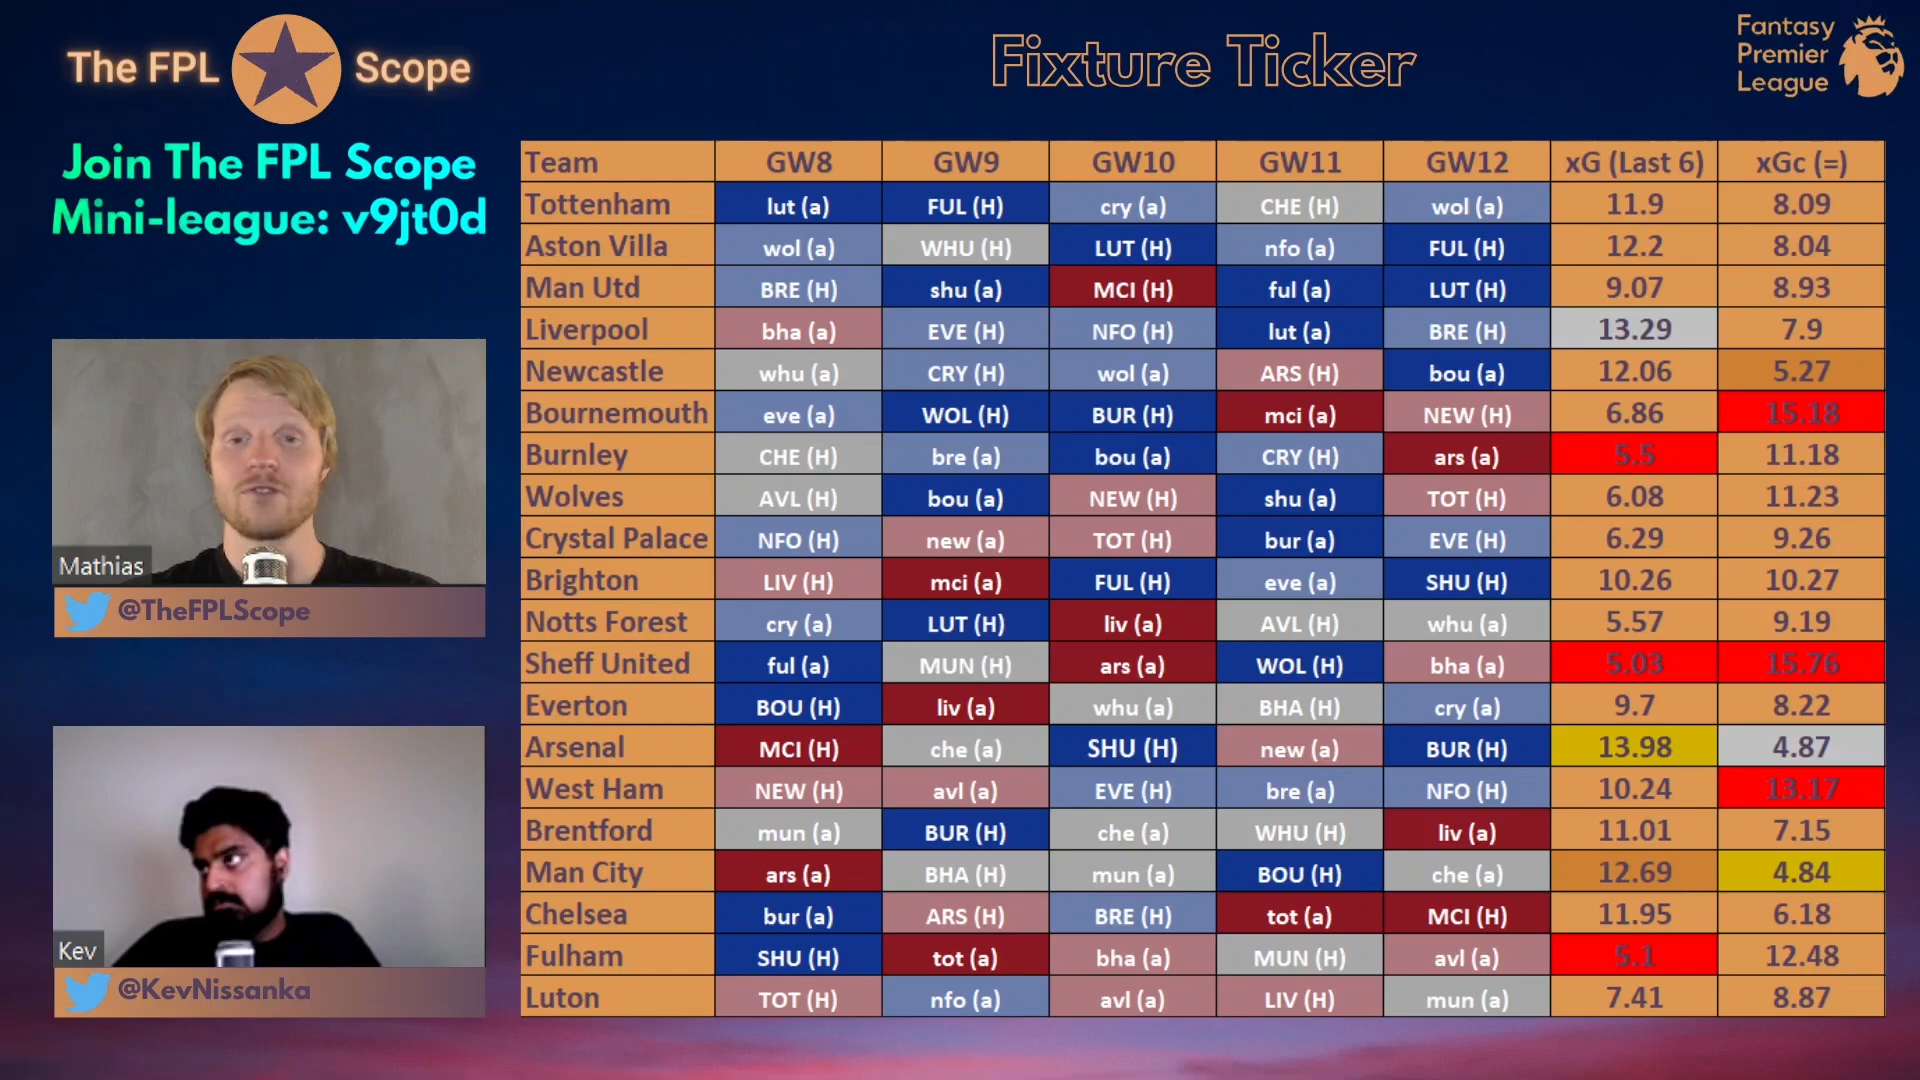 The FPL Scope
Fixture Ticker
Fantasy
Premier
League
Join The FPL Scope
Mini-league: v9jt0d
Team GW8 GW9 GW10 GW11 GW12 xG (Last 6) xGc (=)
Tottenham lut (a) FUL (H) cry (a) CHE (H) wol (a) 11.9 8.09
Aston Villa wol (a) WHU (H) LUT (H) nfo (a) FUL (H) 12.2 8.04
Man Utd BRE (H) shu (a) MCI (H) ful (a) LUT (H) 9.07 8.93
Liverpool bha (a) EVE (H) NFO (H) lut (a) BRE (H) 13.29 7.9
Newcastle whu (a) CRY (H) wol (a) ARS (H) bou (a) 12.06 5.27
Bournemouth eve (a) WOL (H) BUR (H) mci (a) NEW (H) 6.86 15.18
Burnley CHE (H) bre (a) bou (a) CRY (H) ars (a) 5.5 11.18
Wolves AVL (H) bou (a) NEW (H) shu (a) TOT (H) 6.08 11.23
Crystal Palace NFO (H) new (a) TOT (H) bur (a) EVE (H) 6.29 9.26
Brighton LIV (H) mci (a) FUL (H) eve (a) SHU (H) 10.26 10.27
Notts Forest cry (a) LUT (H) liv (a) AVL (H) whu (a) 5.57 9.19
Sheff United ful (a) MUN (H) ars (a) WOL (H) bha (a) 5.03 15.76
Everton BOU (H) liv (a) whu (a) BHA (H) cry (a) 9.7 8.22
Arsenal MCI (H) che (a) SHU (H) new (a) BUR (H) 13.98 4.87
West Ham NEW (H) avl (a) EVE (H) bre (a) NFO (H) 10.24 13.17
Brentford mun (a) BUR (H) che (a) WHU (H) liv (a) 11.01 7.15
Man City ars (a) BHA (H) mun (a) BOU (H) che (a) 12.69 4.84
Chelsea bur (a) ARS (H) BRE (H) tot (a) MCI (H) 11.95 6.18
Fulham SHU (H) tot (a) bha (a) MUN (H) avl (a) 5.1 12.48
Luton TOT (H) nfo (a) avl (a) LIV (H) mun (a) 7.41 8.87
Mathias
@TheFPLScope
Kev
@KevNissanka